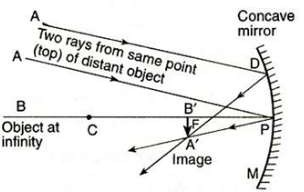 A
Concave
mirror
Two rays from same point
(top) of distant object
A
D
B
B'
F
P
Object at
infinity
C
A'
Image
M